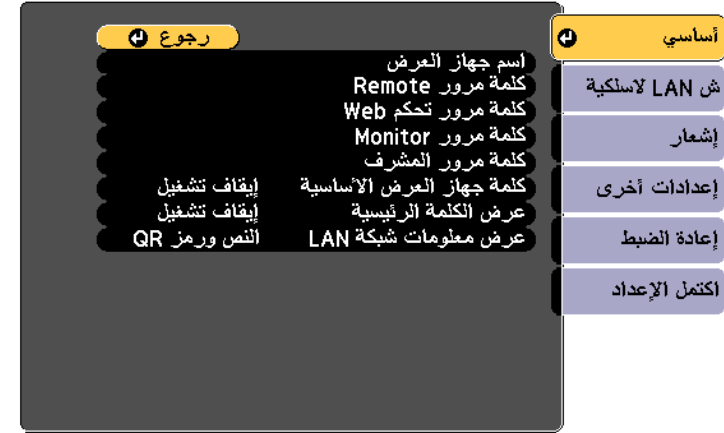 أساسي
ش LAN لاسلكية
إشعار
إعدادات أخرى
إعادة الضبط
اكتمل الإعداد
رجوع
اسم جهاز العرض
كلمة مرور Remote
كلمة مرور تحكم Web
كلمة مرور Monitor
كلمة مرور المشرف
كلمة جهاز العرض الأساسية إيقاف تشغيل
عرض الكلمة الرئيسية إيقاف تشغيل
عرض معلومات شبكة LAN النص ورمز QR